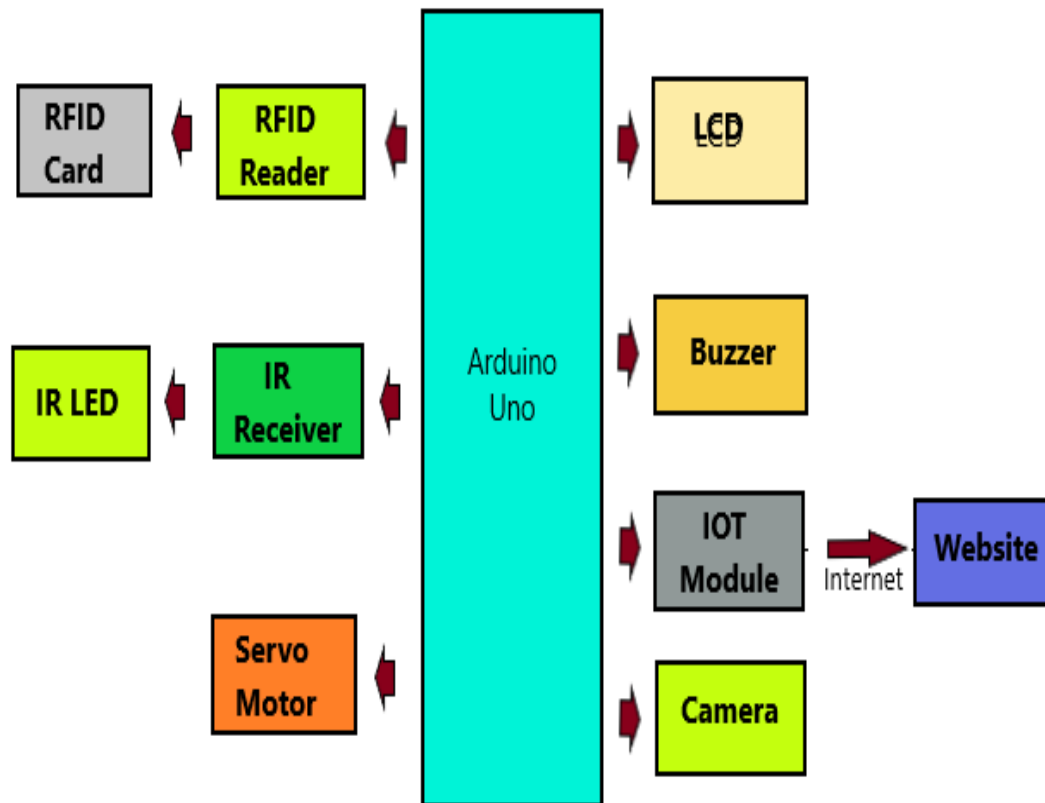 RFID
Card
RFID
Reader
LCD
IR LED
IR
Receiver
Arduino
Uno
Buzzer
IOT
Module
Internet
Website
Servo
Motor
Camera